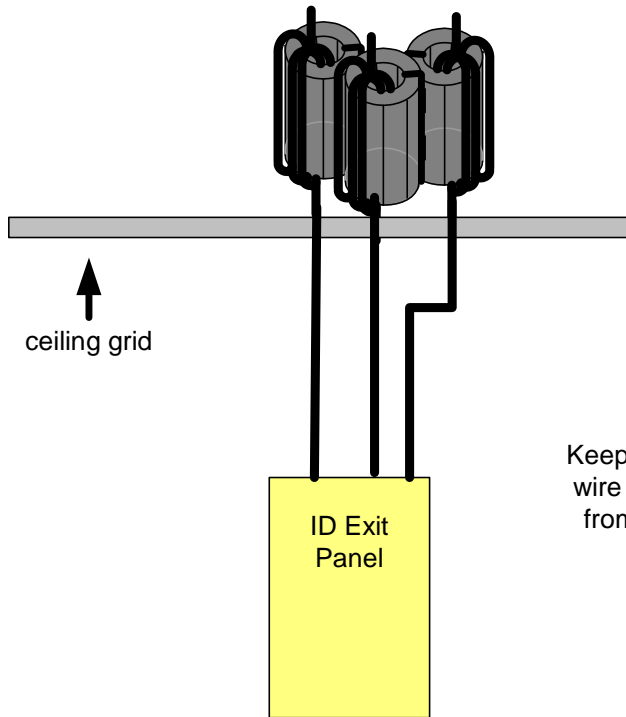 ceiling grid
Keep
wire
from
ID Exit
Panel